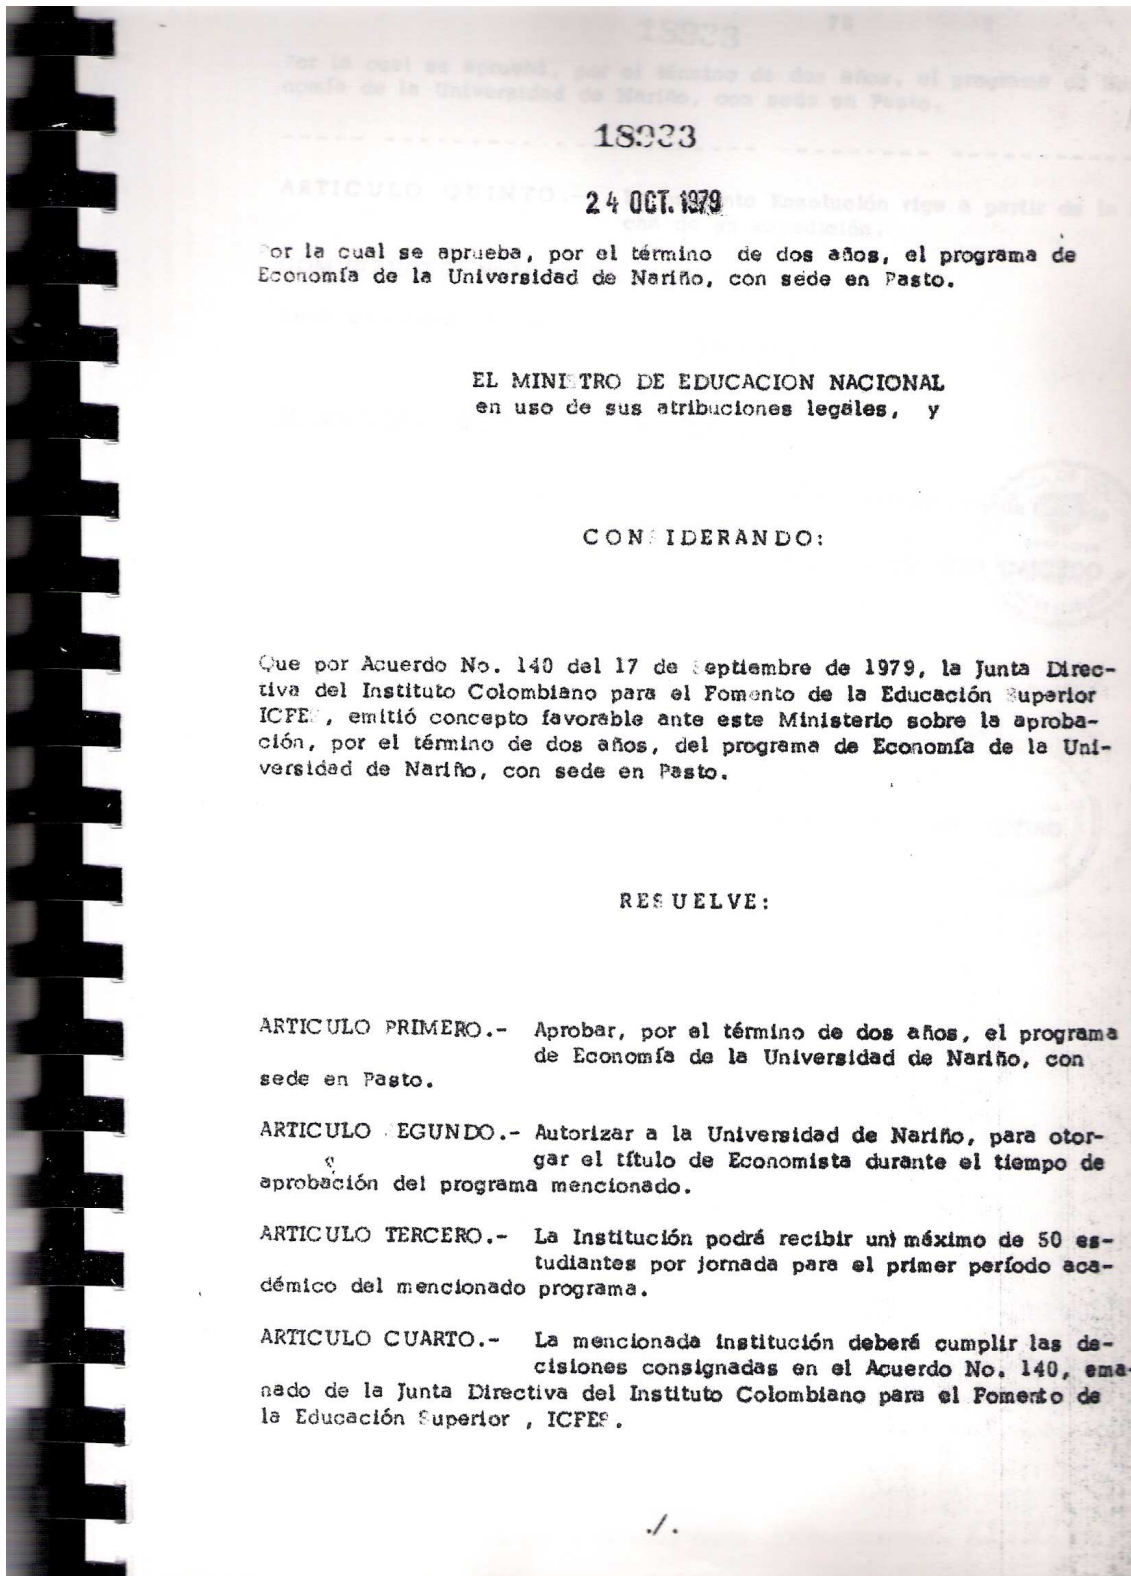 24 OCT. 1979
Por la cual se aprueba, por el término de dos años, el programa de
Economía de la Universidad de Nariño, con sede en Pasto.
EL MINISTRO DE EDUCACION NACIONAL
en uso de sus atribuciones legales, y
CONSIDERANDO:
Que por Acuerdo No. 140 del 17 de Septiembre de 1979, la Junta Direc-
tiva del Instituto Colombiano para el Fomento de la Educación Superior
ICFES, emitió concepto favorable ante este Ministerio sobre la aproba-
ción, por el término de dos años, del programa de Economía de la Uni-
versidad de Nariño, con sede en Pasto.
RESUELVE:
ARTICULO PRIMERO.- Aprobar, por el término de dos años, el programa
de Economía de la Universidad de Nariño, con
sede en Pasto.
ARTICULO SEGUNDO.- Autorizar a la Universidad de Nariño, para otor-
gar el título de Economista durante el tiempo de
aprobación del programa mencionado.
ARTICULO TERCERO.- La Institución podrá recibir un máximo de 50 es-
tudiantes por jornada para el primer período aca-
démico del mencionado programa.
ARTICULO CUARTO.- La mencionada institución deberá cumplir las de-
cisiones consignadas en el Acuerdo No. 140, ema-
nado de la Junta Directiva del Instituto Colombiano para el Fomento de
la Educación Superior , ICFES.
./.